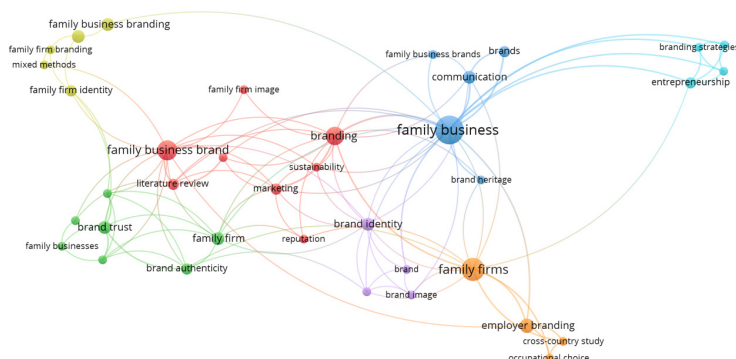 family business branding
family firm branding
mixed methods
family firm identity
family business brands
brands
communication
branding strategies
entrepreneurship
family firm image
branding
family business
family business brand
sustainability
literature review
marketing
brand heritage
brand trust
family businesses
family firm
reputation
brand identity
brand authenticity
brand
family firms
brand image
employer branding
cross-country study
occupational choice